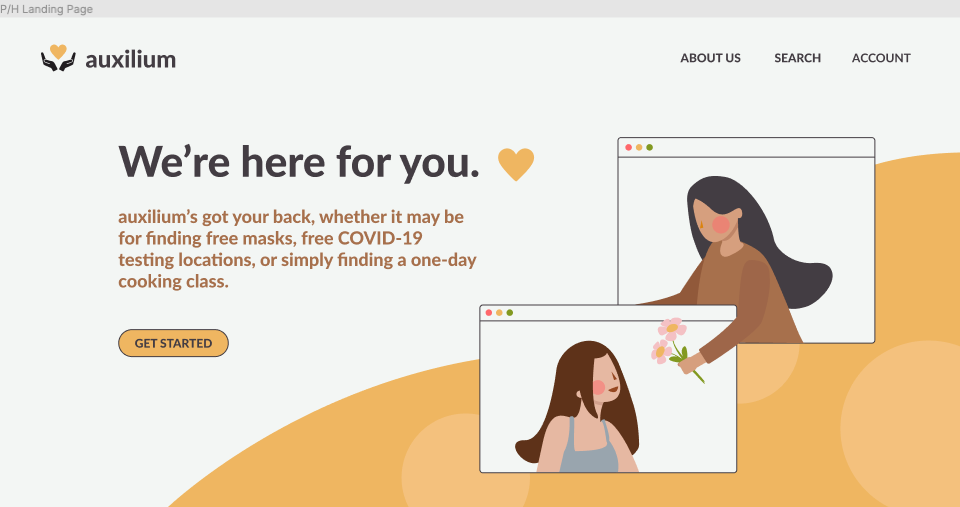 P/H Landing Page
auxilium
ABOUT US
SEARCH
ACCOUNT
We’re here for you.
auxilium’s got your back, whether it may be
for finding free masks, free COVID-19
testing locations, or simply finding a one-day
cooking class.
GET STARTED